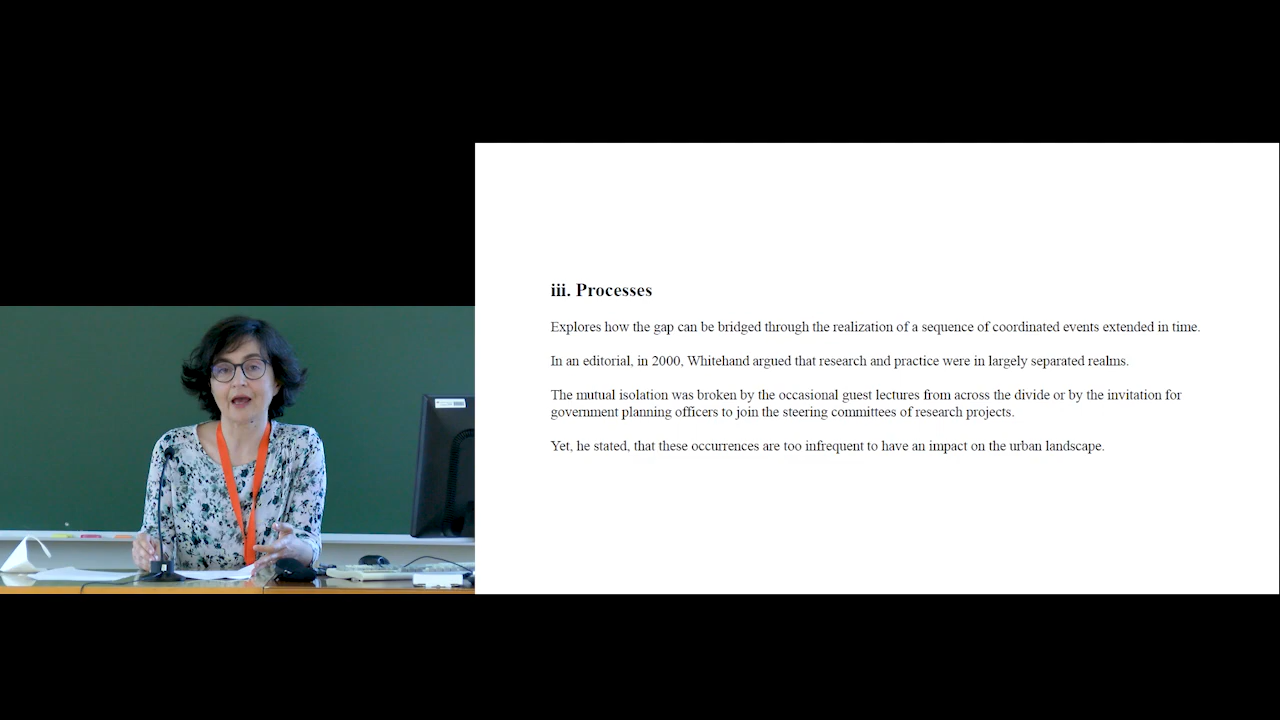 iii. Processes
Explores how the gap can be bridged through the realization of a sequence of coordinated events extended in time.
In an editorial, in 2000, Whitehand argued that research and practice were in largely separated realms.
The mutual isolation was broken by the occasional guest lectures from across the divide or by the invitation for
government planning officers to join the steering committees of research projects.
Yet, he stated, that these occurrences are too infrequent to have an impact on the urban landscape.